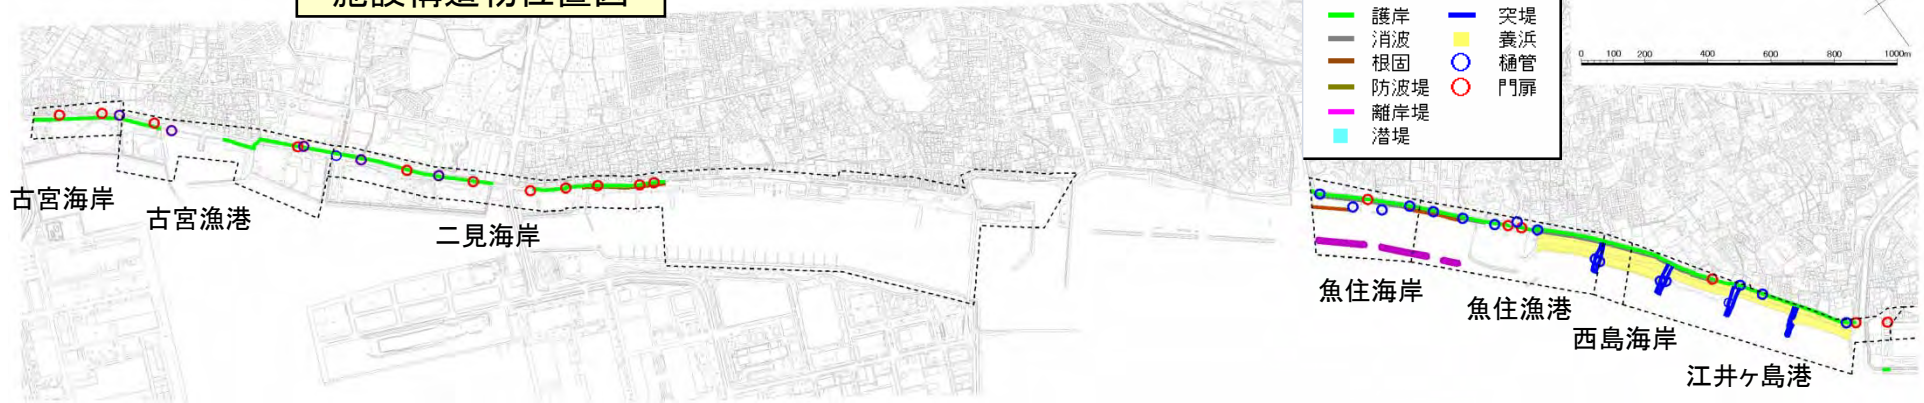 施設構造物位置図
護岸 突堤
消波 養浜
根固 樋管
防波堤 門扉
離岸堤
潜堤
0 100 200 400 600 800 1000m
古宮海岸
古宮漁港
二見海岸
魚住海岸
魚住漁港
西島海岸
江井ヶ島港